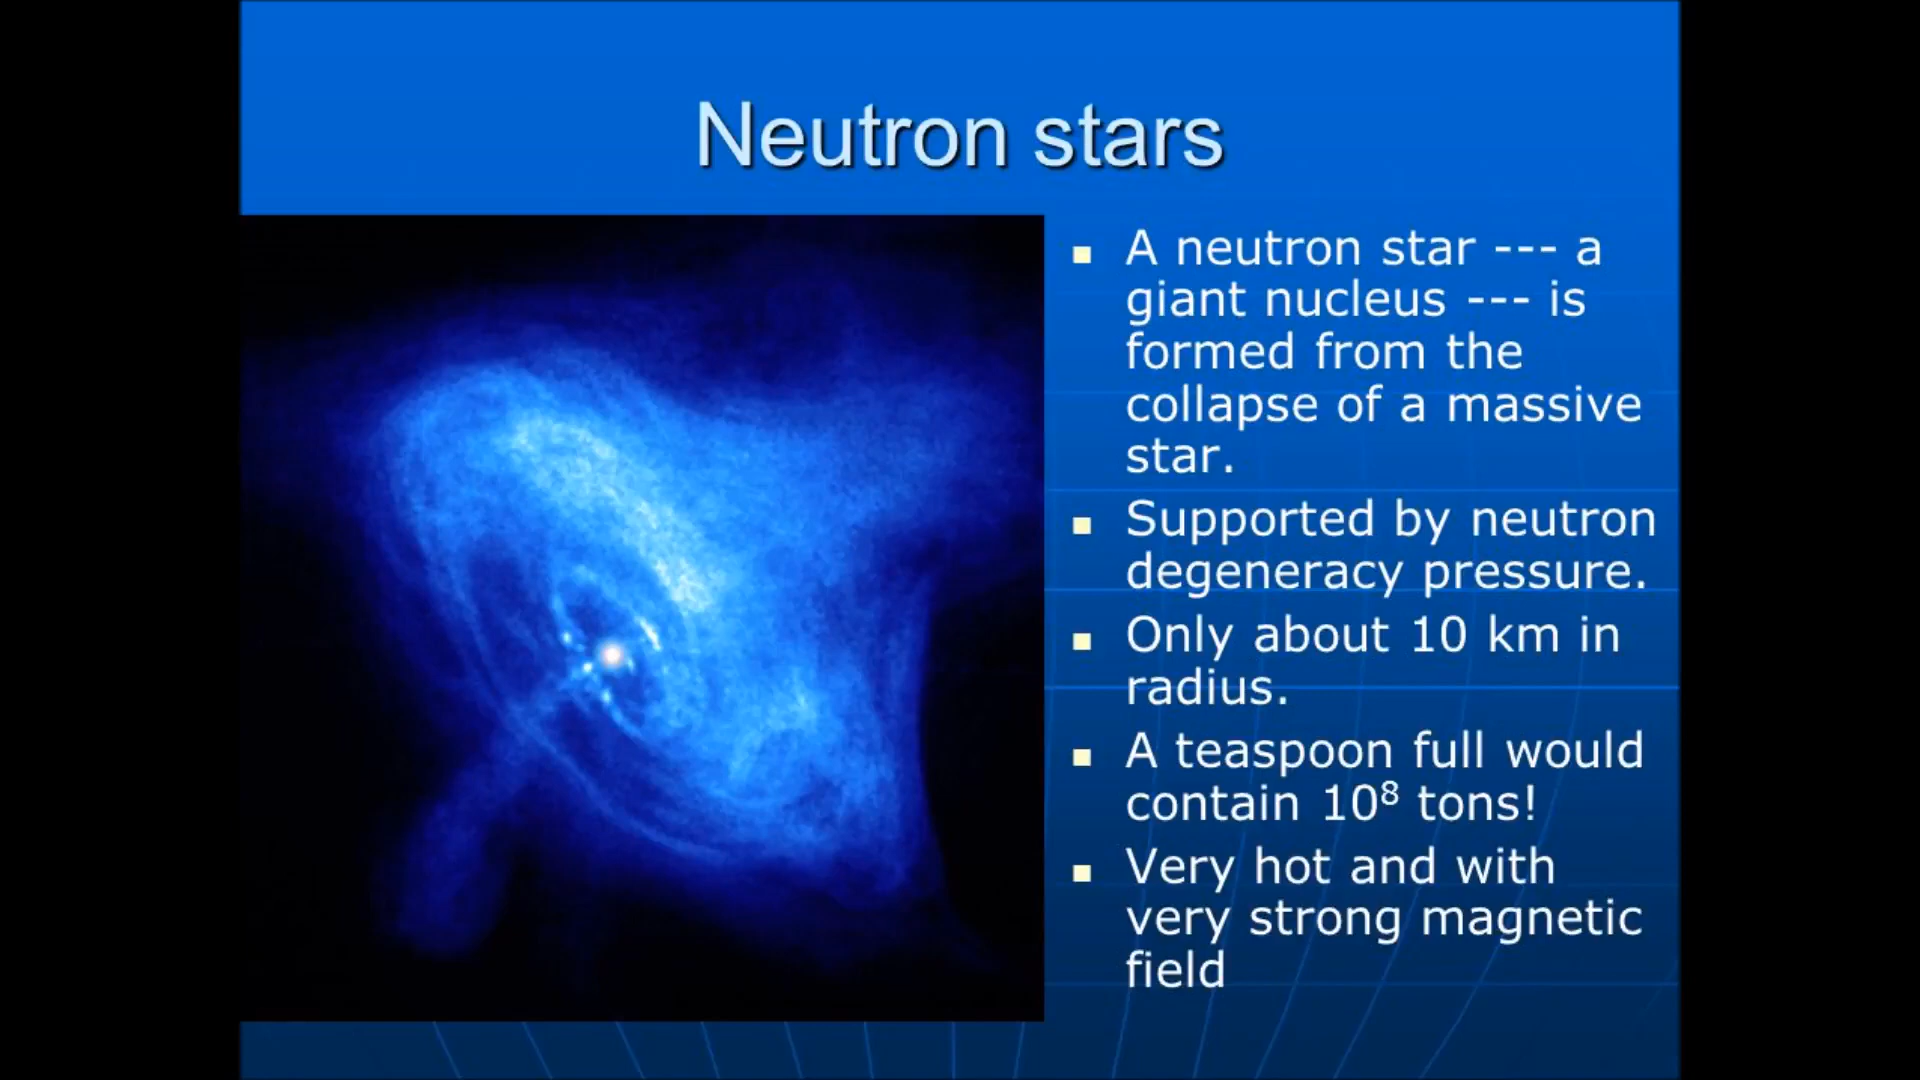 Neutron stars
A neutron star --- a
giant nucleus --- is
formed from the
collapse of a massive
star.
Supported by neutron
degeneracy pressure.
Only about 10 km in
radius.
A teaspoon full would
contain 10⁸ tons!
Very hot and with
very strong magnetic
field